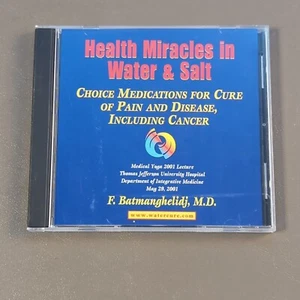 Health Miracles in
Water & Salt
CHOICE MEDICATIONS FOR CURE
OF PAIN AND DISEASE,
INCLUDING CANCER
Medical Yoga 2001 Lecture
Thomas Jefferson University Hospital
Department of Integrative Medicine
May 29, 2001
F. Batmanghelidj, M.D.
www.watercure.com